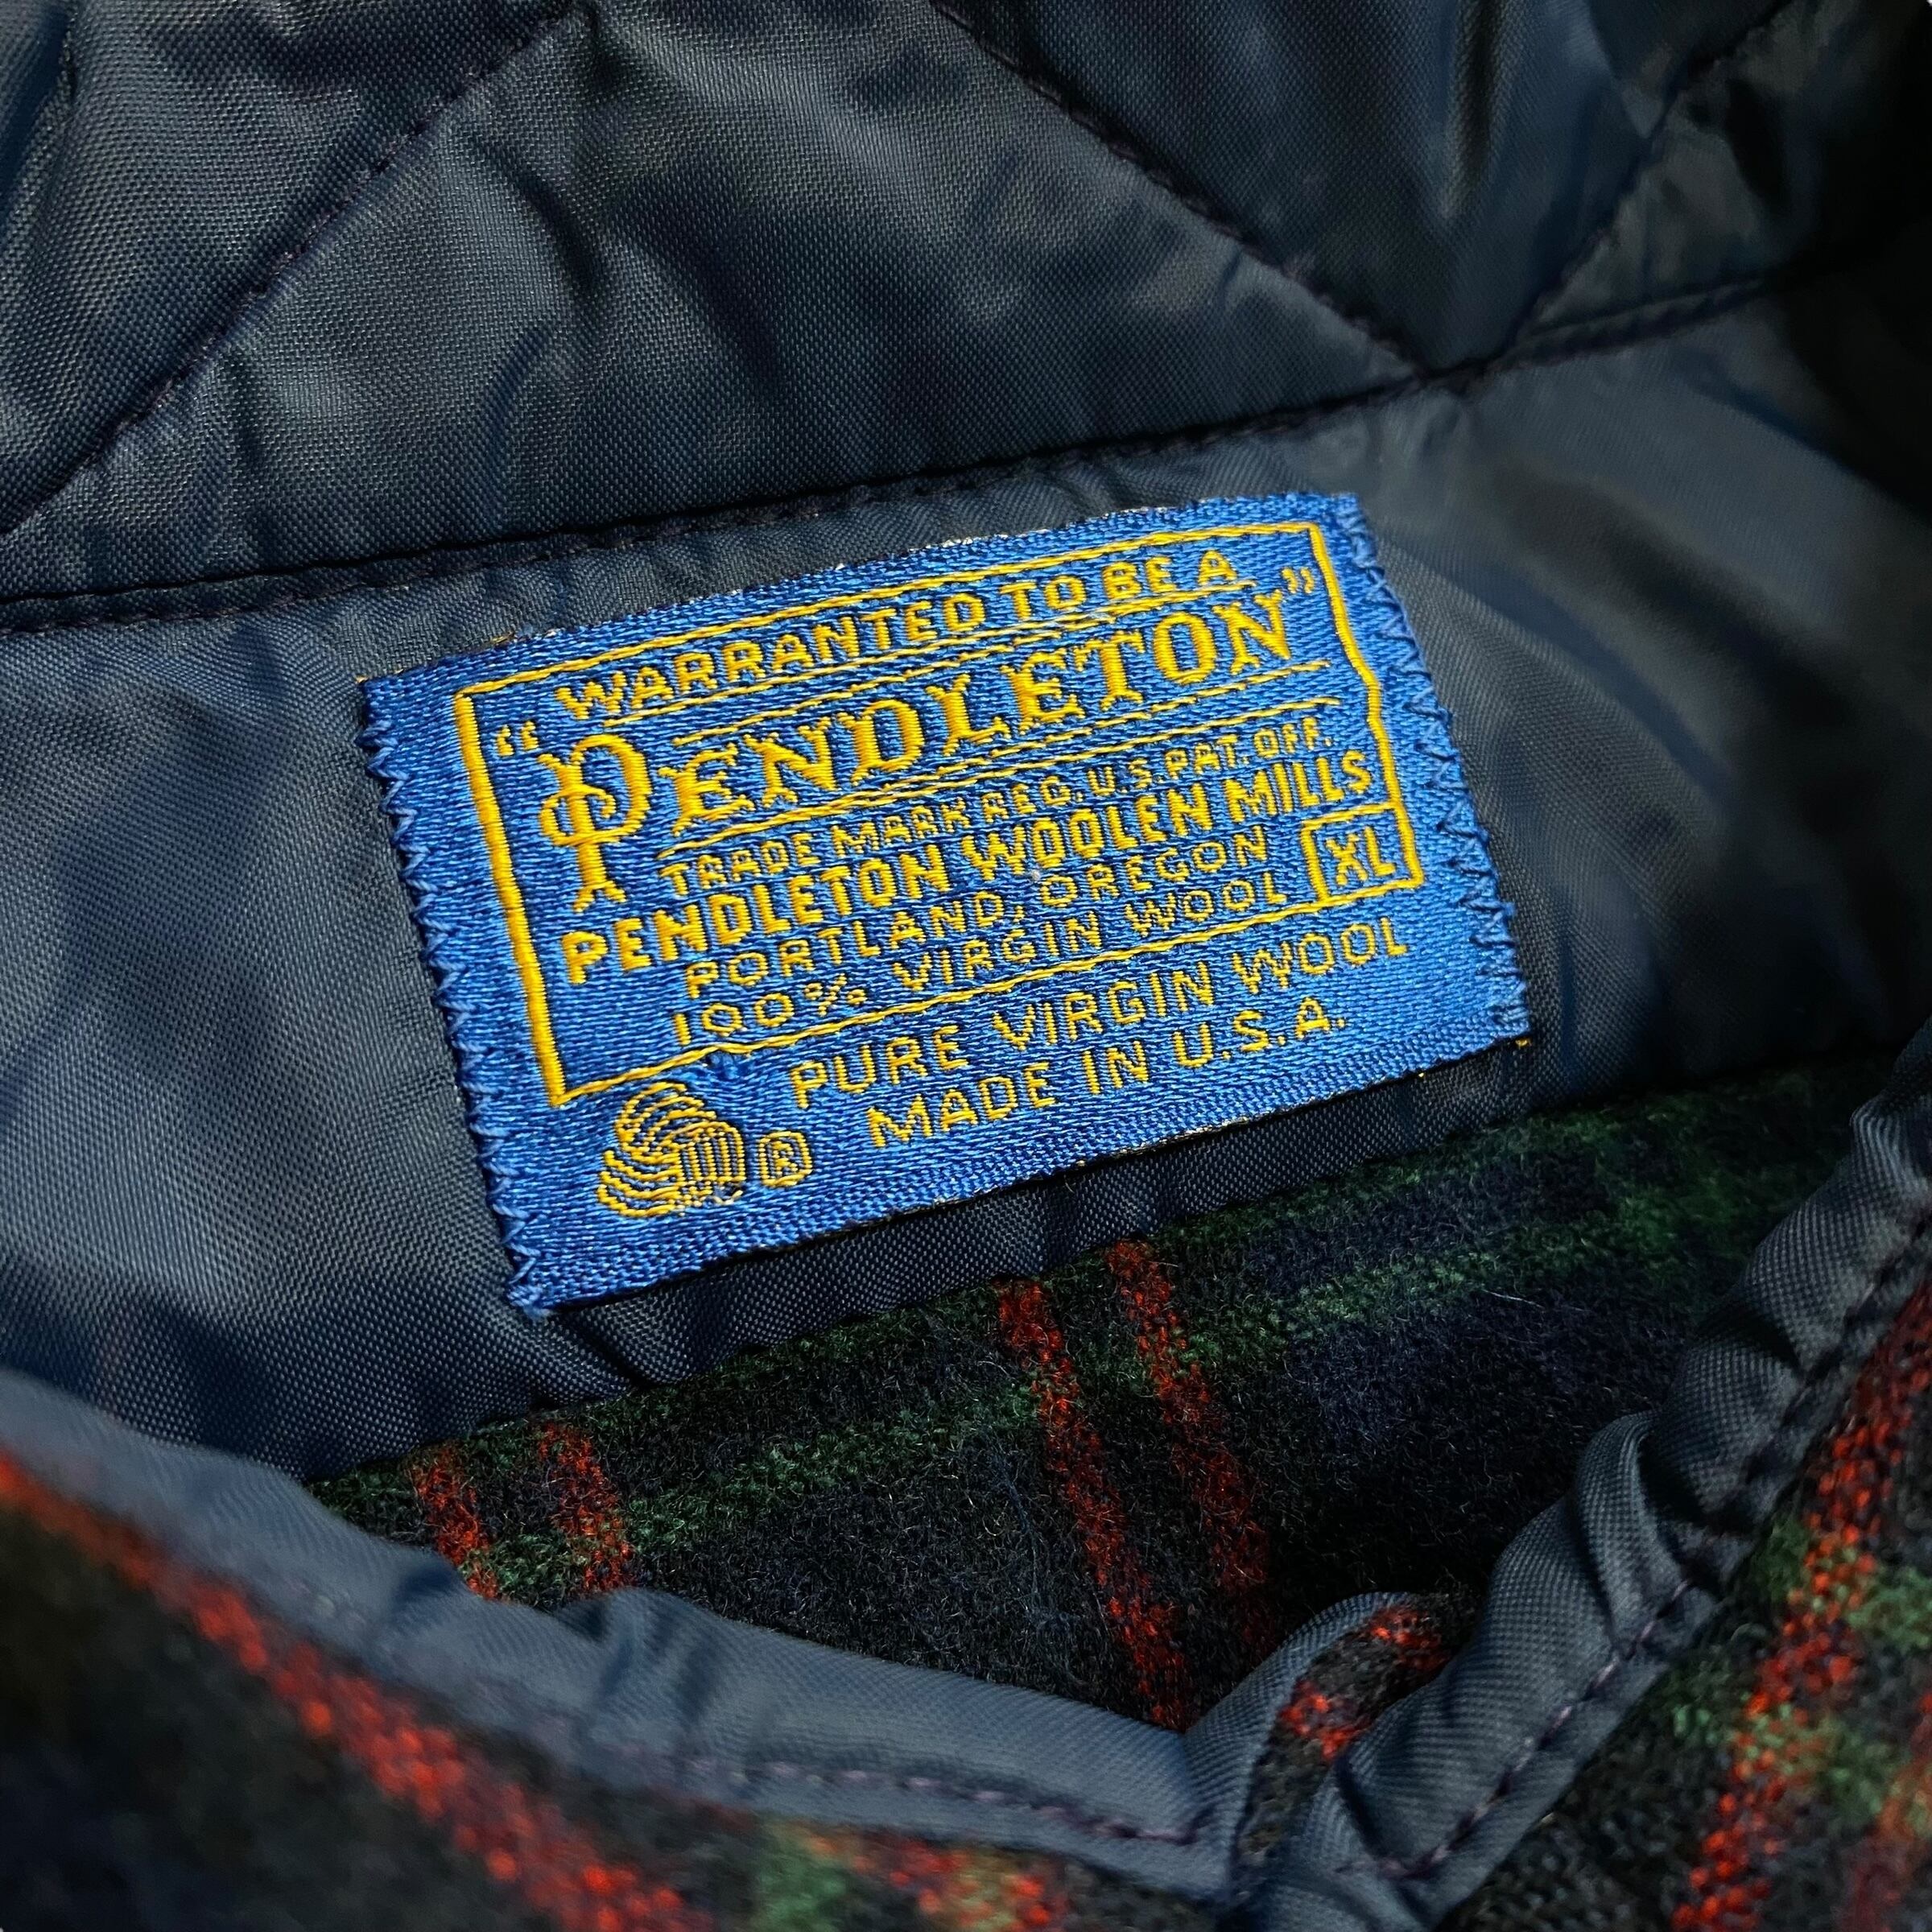 WARRANTED TO BE A
"PENDLETON"
TRADE MARK REG. U.S. PAT. OFF.
PENDLETON WOOLEN MILLS
PORTLAND, OREGON
100% VIRGIN WOOL
XL
PURE VIRGIN WOOL
® MADE IN U.S.A.